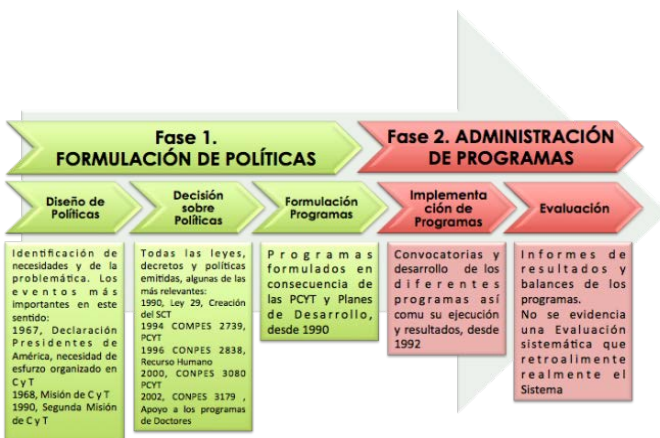 Fase 1.
FORMULACIÓN DE POLÍTICAS
Fase 2. ADMINISTRACIÓN
DE PROGRAMAS
Diseño de
Políticas
Decisión
sobre
Políticas
Formulación
Programas
Implementa
ción de
Programas
Evaluación
Identificación de
necesidades y de la
problemática. Los
eventos más
importantes en este
sentido:
1967, Declaración
Presidentes de
América, necesidad de
esfurzo organizado en
C y T
1968, Misión de C y T
1990, Segunda Misión
de C y T
Todas las leyes,
decretos y políticas
emitidas, algunas de las
más relevantes:
1990, Ley 29, Creación
del SCT
1994 COMPES 2739,
PCYT
1996 CONPES 2838,
Recurso Humano
2000, CONPES 3080
PCYT
2002, CONPES 3179 ,
Apoyo a los programas
de Doctores
Programas
formulados en
consecuencia de
las PCYT y Planes
de Desarrollo,
desde 1990
Convocatorias y
desarrollo de los
diferentes
programas así
comu su ejecución
y resultados, desde
1992
Informes de
resultados y
balances de los
programas.
No se evidencia
una Evaluación
sistemática que
retroalimente
realmente el
Sistema